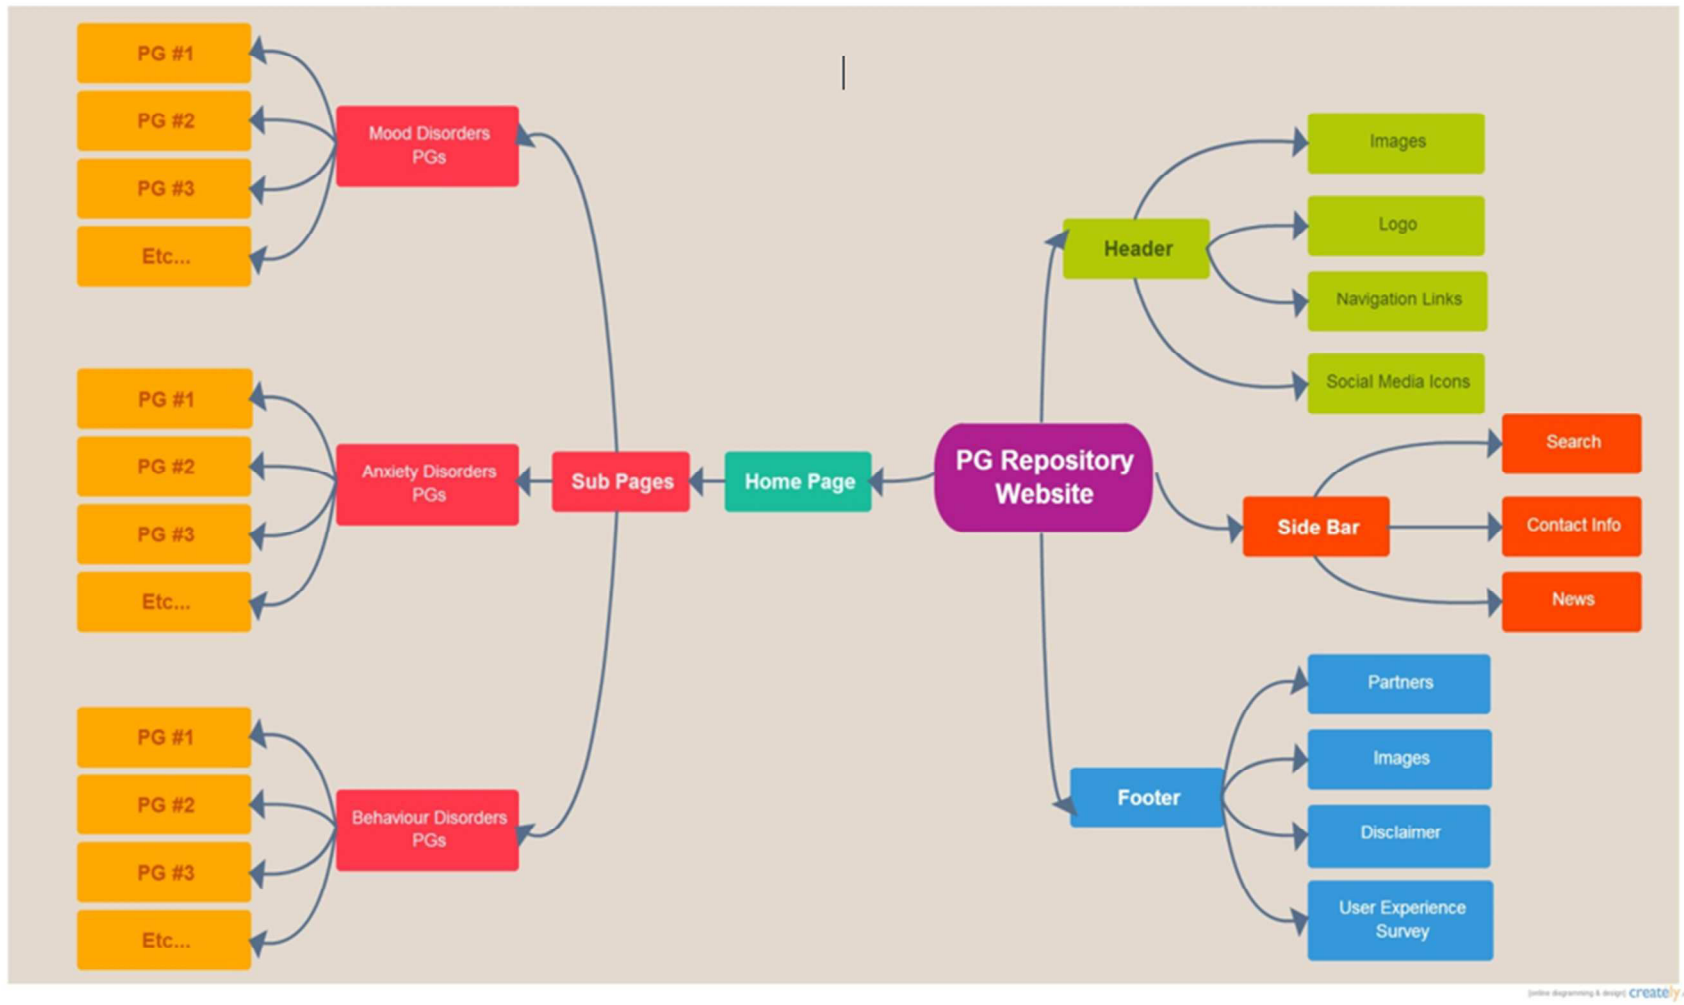 PG #1
PG #2
PG #3
Etc...
Mood Disorders
PGs
PG #1
PG #2
PG #3
Etc...
Anxiety Disorders
PGs
PG #1
PG #2
PG #3
Etc...
Behaviour Disorders
PGs
Sub Pages
Home Page
PG Repository
Website
Header
Images
Logo
Navigation Links
Social Media Icons
Side Bar
Search
Contact Info
News
Footer
Partners
Images
Disclaimer
User Experience
Survey
[online diagramming & design] creately